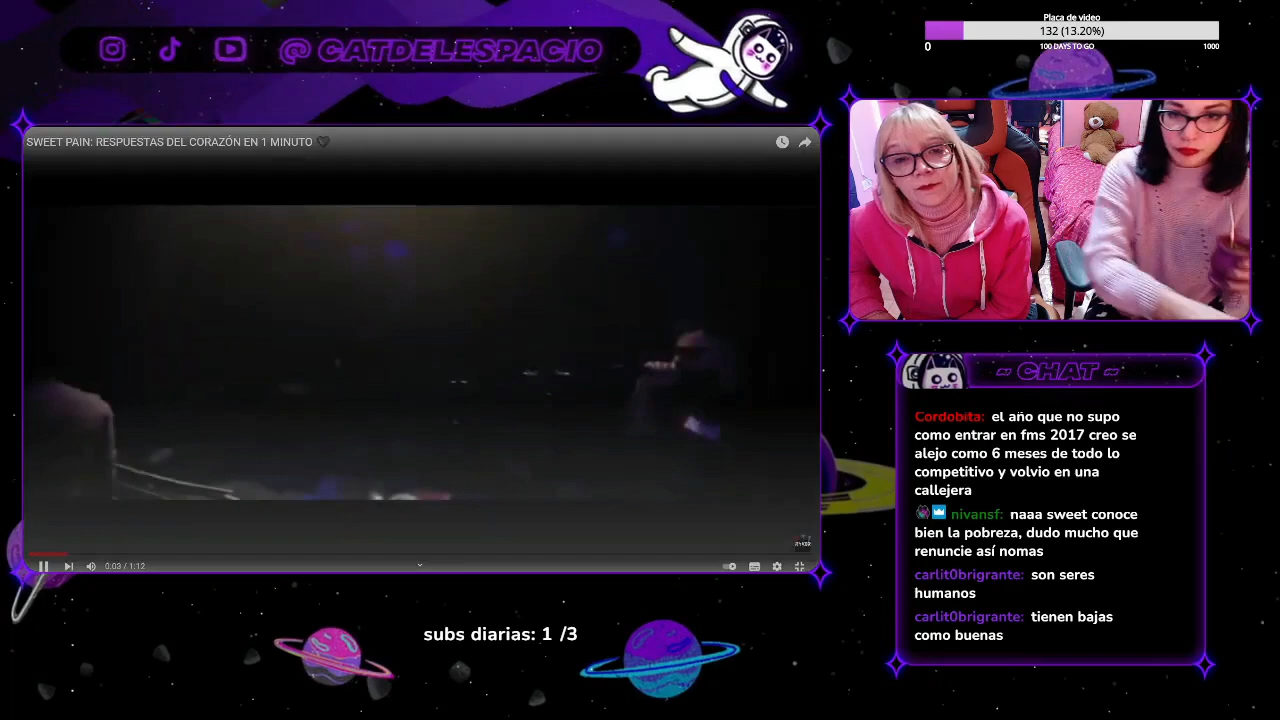 @CATDELESPACIO
Placa de video
132 (13.20%)
0
100 DAYS TO GO
1000
SWEET PAIN: RESPUESTAS DEL CORAZÓN EN 1 MINUTO 🖤
0:03 / 1:12
~ CHAT ~
Cordobita: el año que no supo
como entrar en fms 2017 creo se
alejo como 6 meses de todo lo
competitivo y volvio en una
callejera
nivansf: naaa sweet conoce
bien la pobreza, dudo mucho que
renuncie así nomas
carlit0brigrante: son seres
humanos
carlit0brigrante: tienen bajas
como buenas
subs diarias: 1 /3